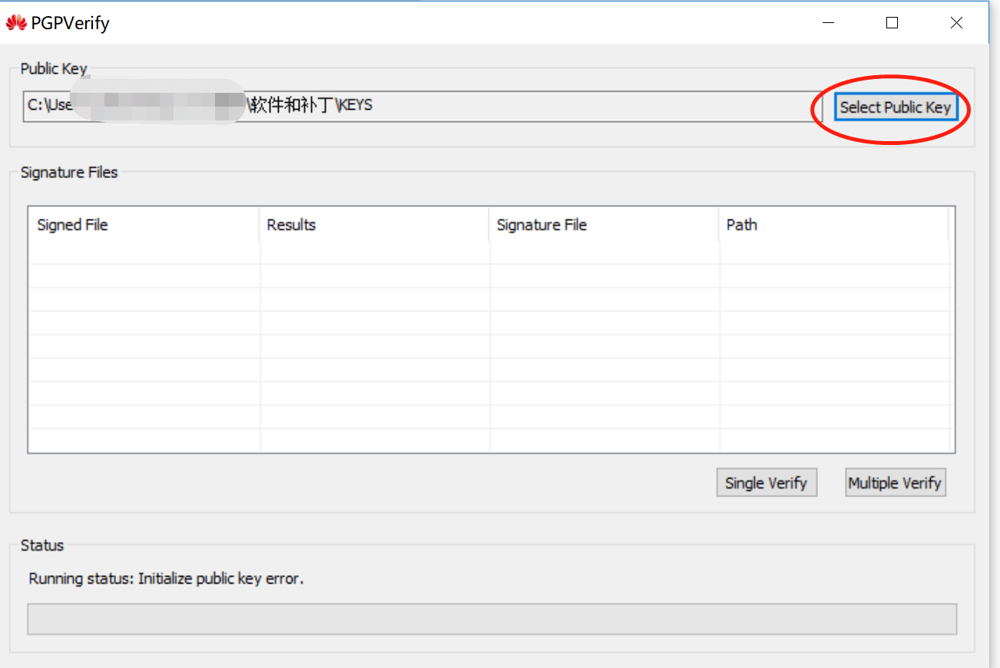 PGPVerify
Public Key
C:\Use \软件和补丁\KEYS
Select Public Key
Signature Files
Signed File Results Signature File Path
Single Verify Multiple Verify
Status
Running status: Initialize public key error.